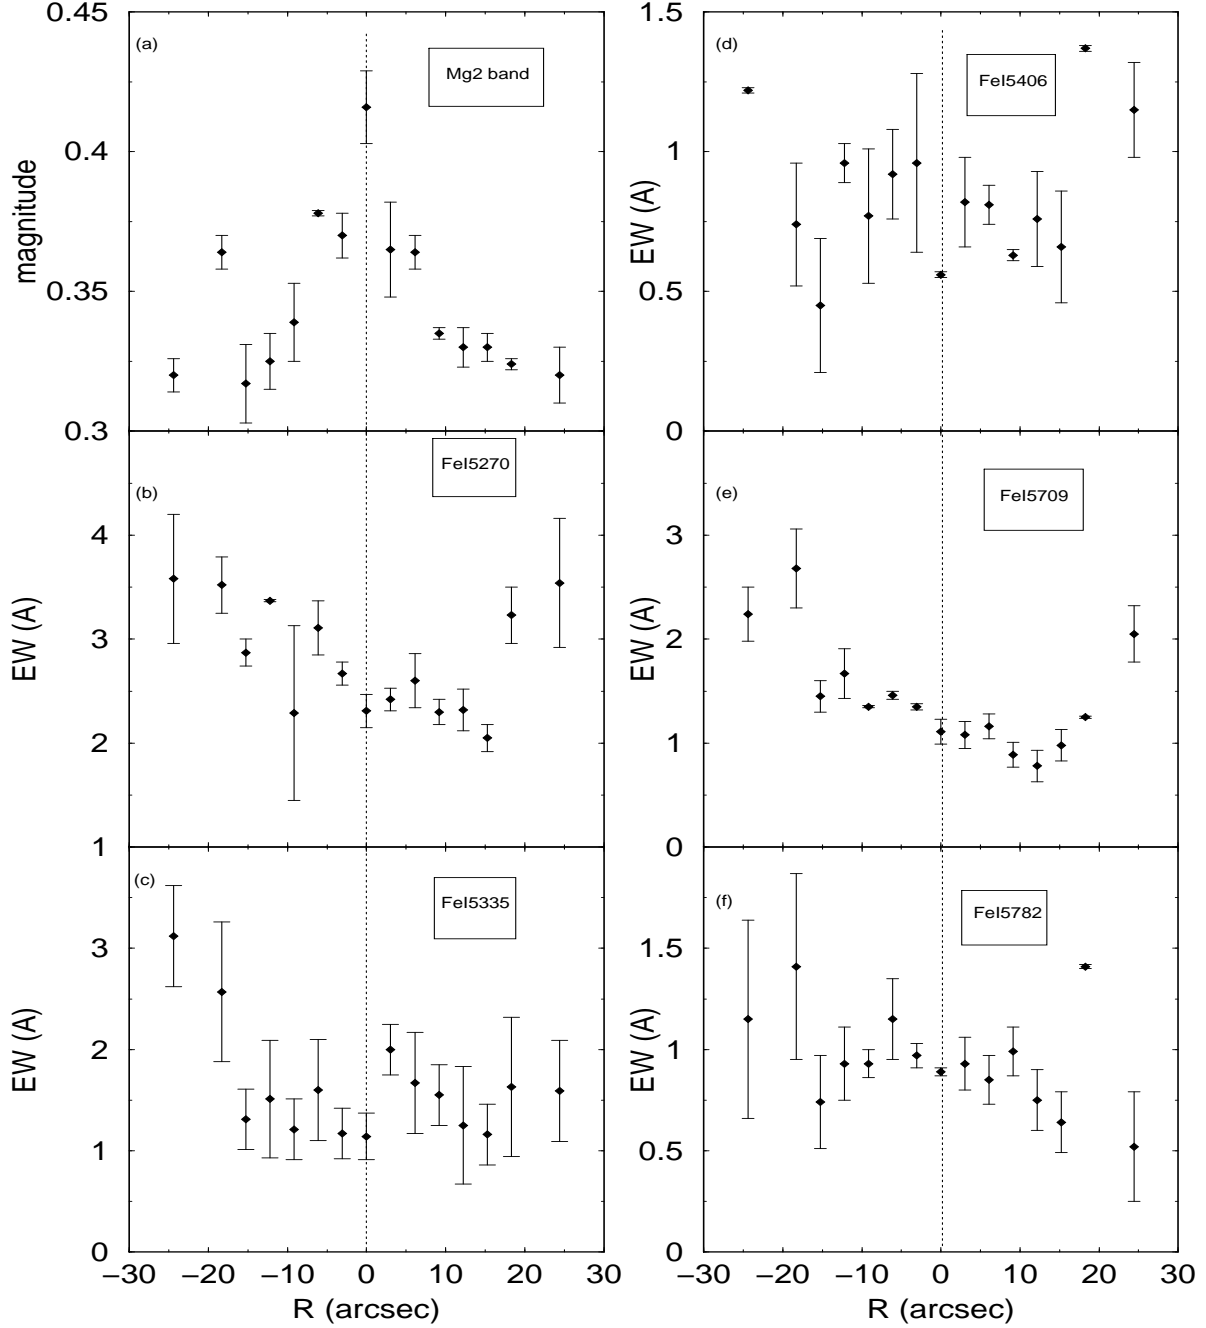 0.45
(a)
Mg2 band
0.4
magnitude
0.35
0.3
FeI5270
(b)
4
3
EW (A)
2
1
(c)
FeI5335
3
2
EW (A)
1
0
−30 −20 −10 0 10 20 30
R (arcsec)
1.5
(d)
FeI5406
1
EW (A)
0.5
0
(e)
FeI5709
3
2
EW (A)
1
0
(f)
FeI5782
1.5
1
EW (A)
0.5
0
−30 −20 −10 0 10 20 30
R (arcsec)